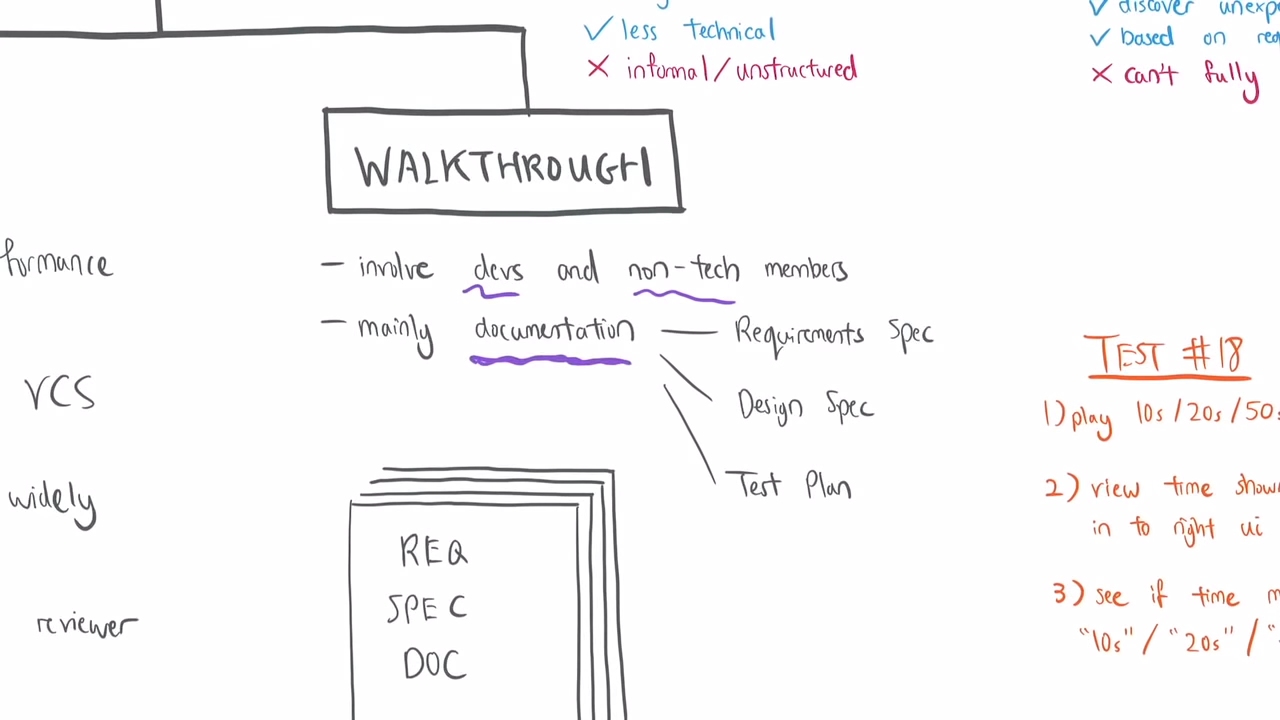 ✓ less technical
✗ informal/unstructured
✓ discover
✓ based on
✗ can't fully
WALKTHROUGH
formance
VCS
widely
reviewer
— involve devs and non-tech members
— mainly documentation — Requirements Spec
Design Spec
Test Plan
REQ
SPEC
DOC
TEST #18
1) play 10s/20s/50s
2) view time
in to right ui
3) see if time
"10s" / "20s" / "